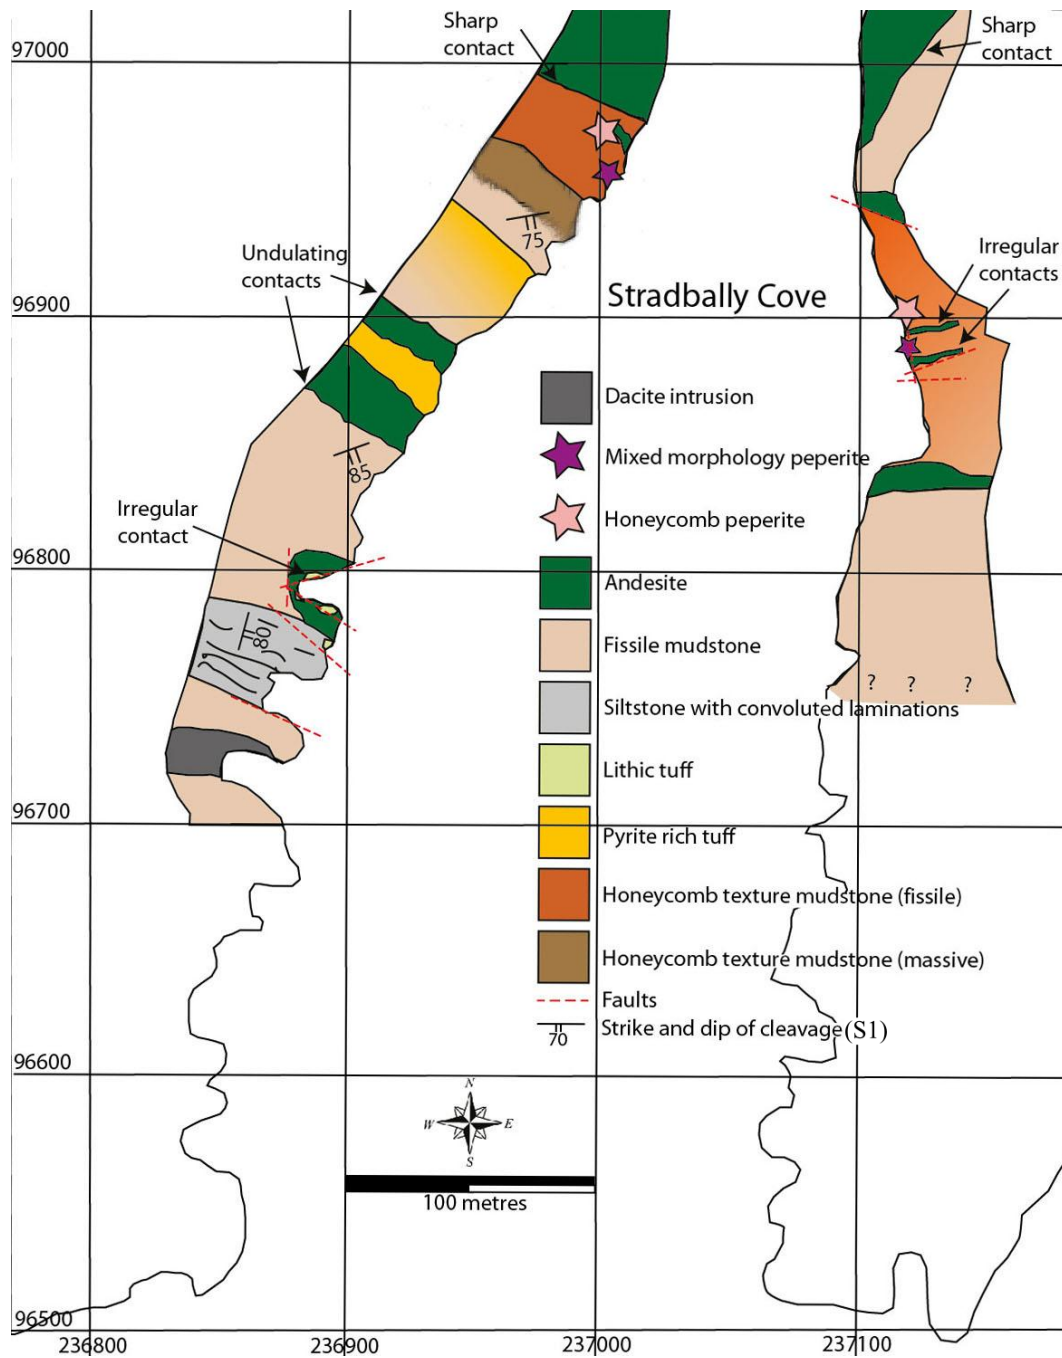 Sharp
contact
Sharp
contact
97000
75
Undulating
contacts
Irregular
contacts
96900
Stradbally Cove
Dacite intrusion
Mixed morphology peperite
85
Irregular
contact
Honeycomb peperite
96800
Andesite
80
Fissile mudstone
? ? ?
Siltstone with convoluted laminations
Lithic tuff
96700
Pyrite rich tuff
Honeycomb texture mudstone (fissile)
Honeycomb texture mudstone (massive)
Faults
70
Strike and dip of cleavage(S1)
96600
N
W E
S
100 metres
96500
236800 236900 237000 237100